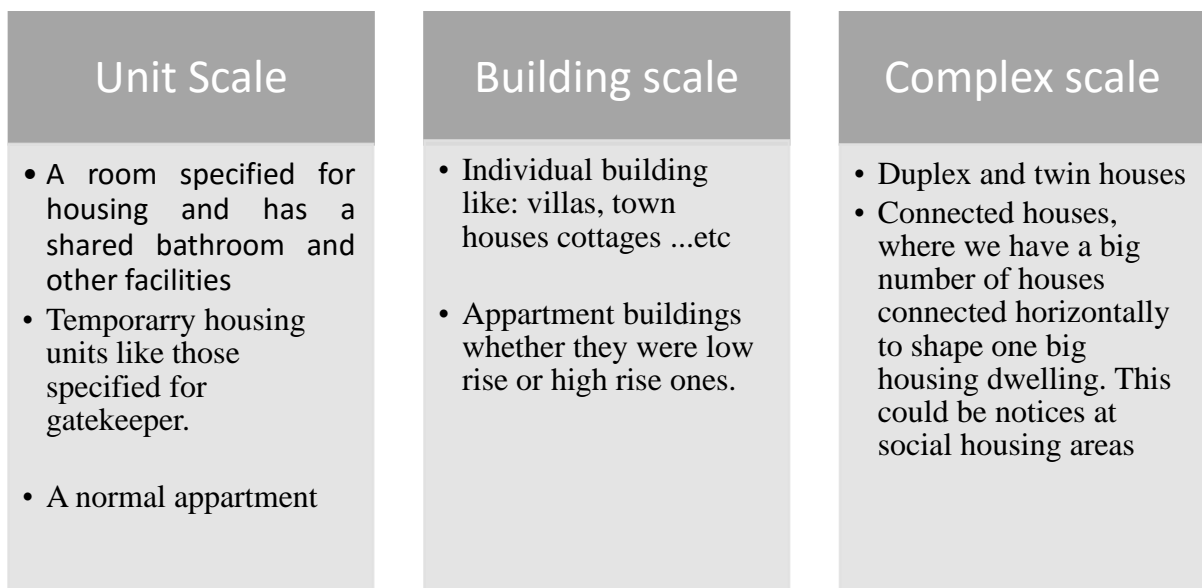 Unit Scale
• A room specified for
housing and has a
shared bathroom and
other facilities
• Temporarry housing
units like those
specified for
gatekeeper.
• A normal appartment
Building scale
• Individual building
like: villas, town
houses cottages ...etc
• Appartment buildings
whether they were low
rise or high rise ones.
Complex scale
• Duplex and twin houses
• Connected houses,
where we have a big
number of houses
connected horizontally
to shape one big
housing dwelling. This
could be notices at
social housing areas